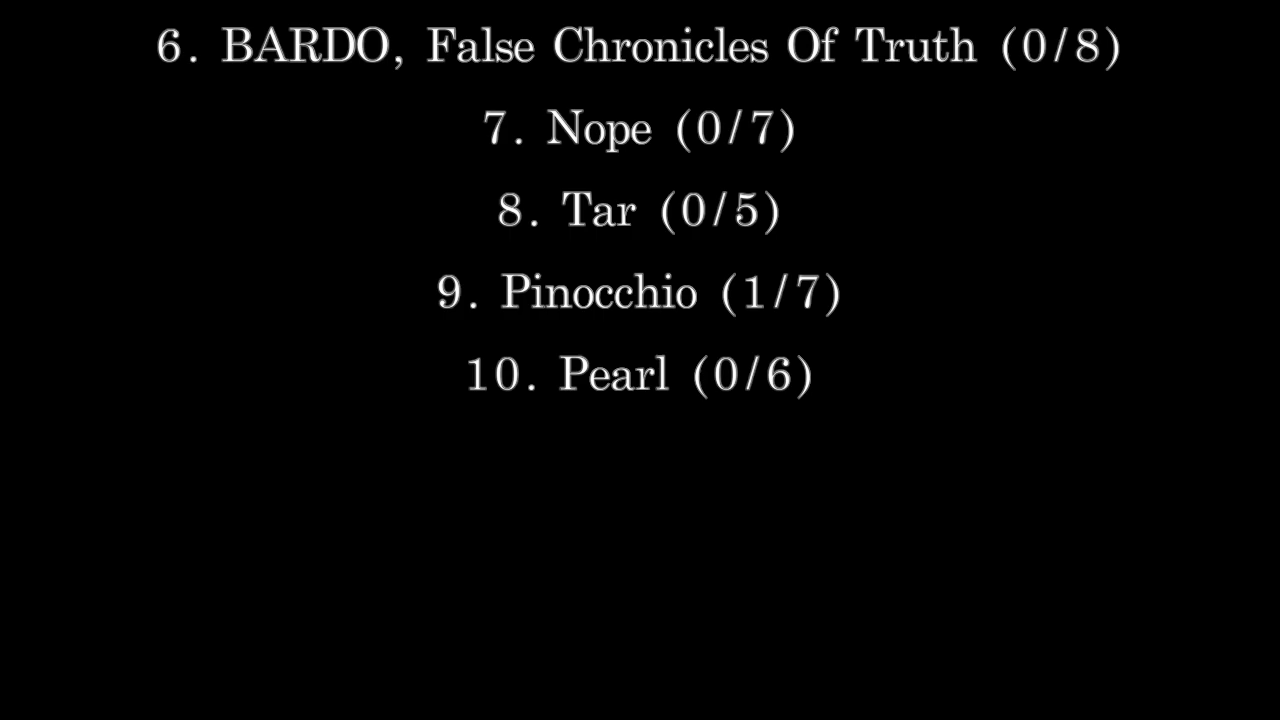 6. BARDO, False Chronicles Of Truth (0/8)
7. Nope (0/7)
8. Tar (0/5)
9. Pinocchio (1/7)
10. Pearl (0/6)